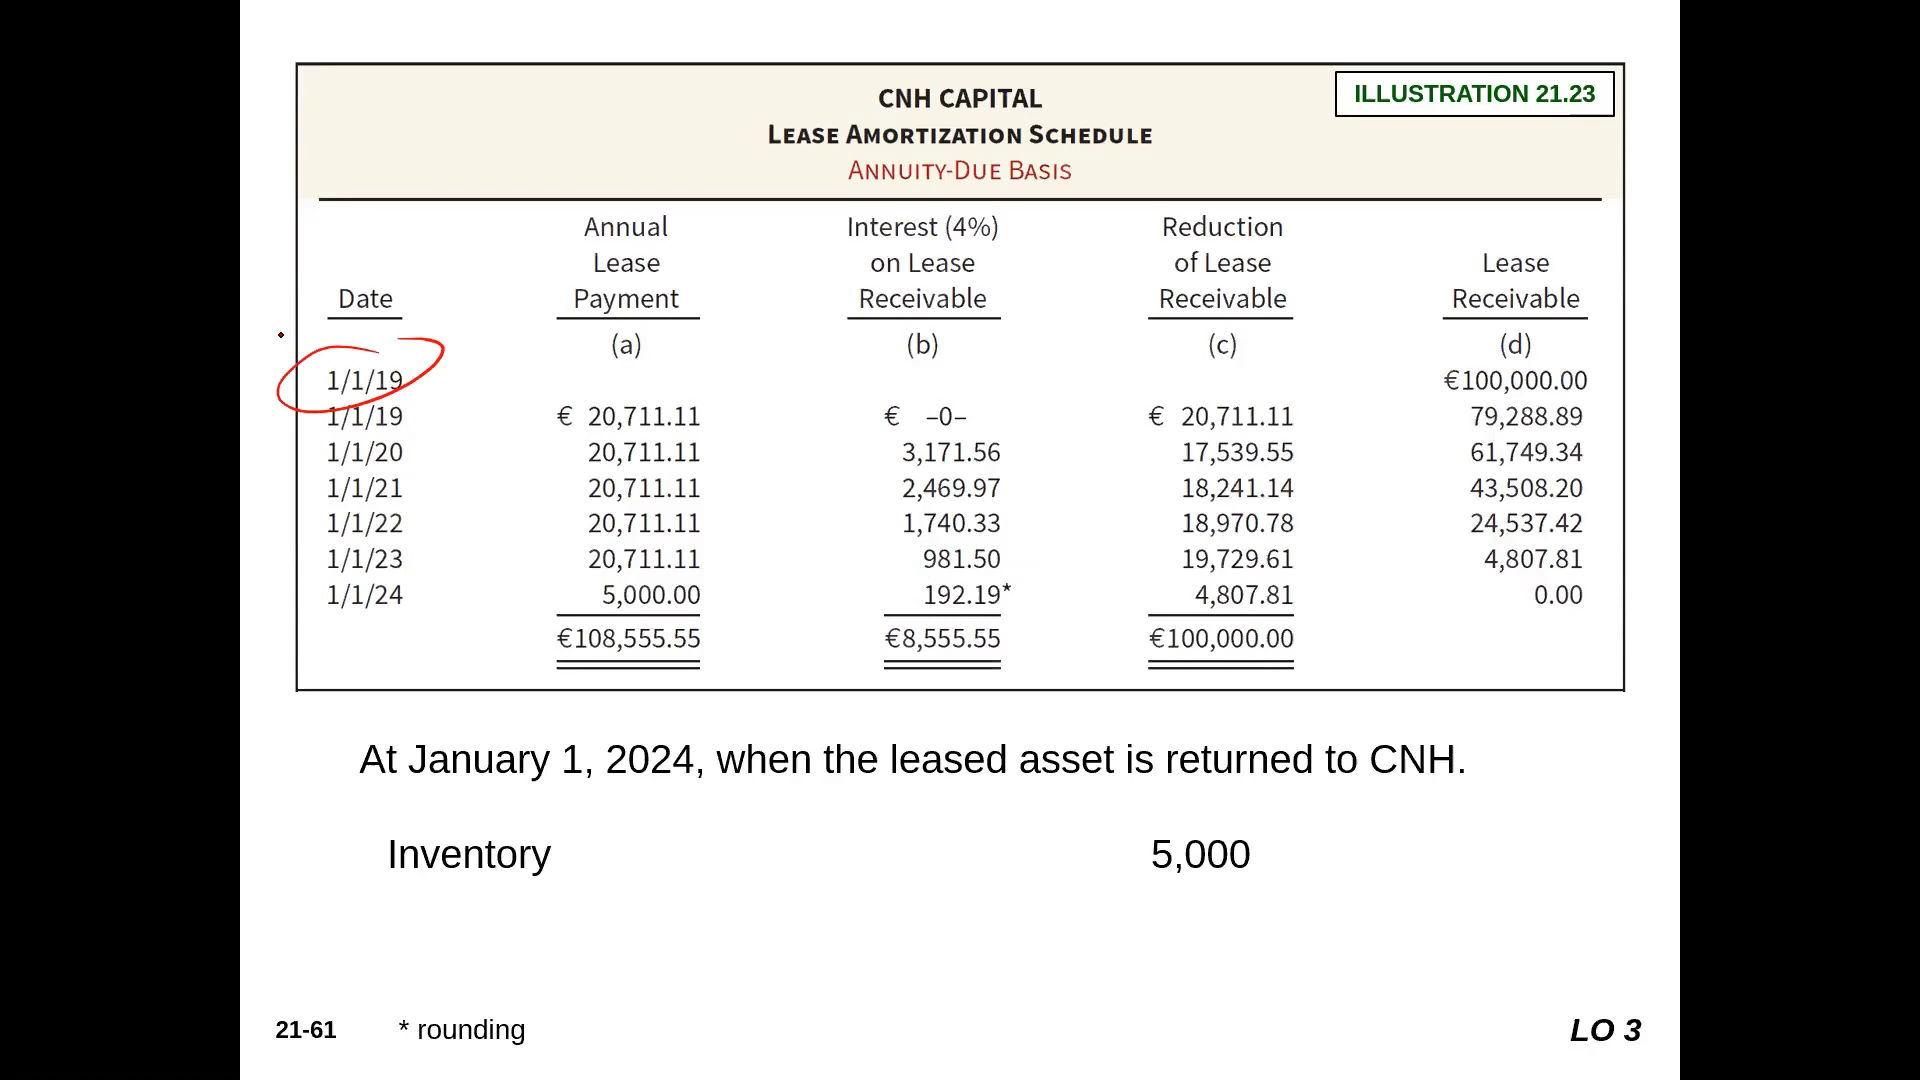 CNH CAPITAL
ILLUSTRATION 21.23
LEASE AMORTIZATION SCHEDULE
ANNUITY-DUE BASIS
Annual Interest (4%) Reduction
Lease on Lease of Lease Lease
Date Payment Receivable Receivable Receivable
(a) (b) (c) (d)
1/1/19 €100,000.00
1/1/19 € 20,711.11 € –0– € 20,711.11 79,288.89
1/1/20 20,711.11 3,171.56 17,539.55 61,749.34
1/1/21 20,711.11 2,469.97 18,241.14 43,508.20
1/1/22 20,711.11 1,740.33 18,970.78 24,537.42
1/1/23 20,711.11 981.50 19,729.61 4,807.81
1/1/24 5,000.00 192.19* 4,807.81 0.00
€108,555.55 €8,555.55 €100,000.00
At January 1, 2024, when the leased asset is returned to CNH.
Inventory 5,000
21-61 * rounding LO 3